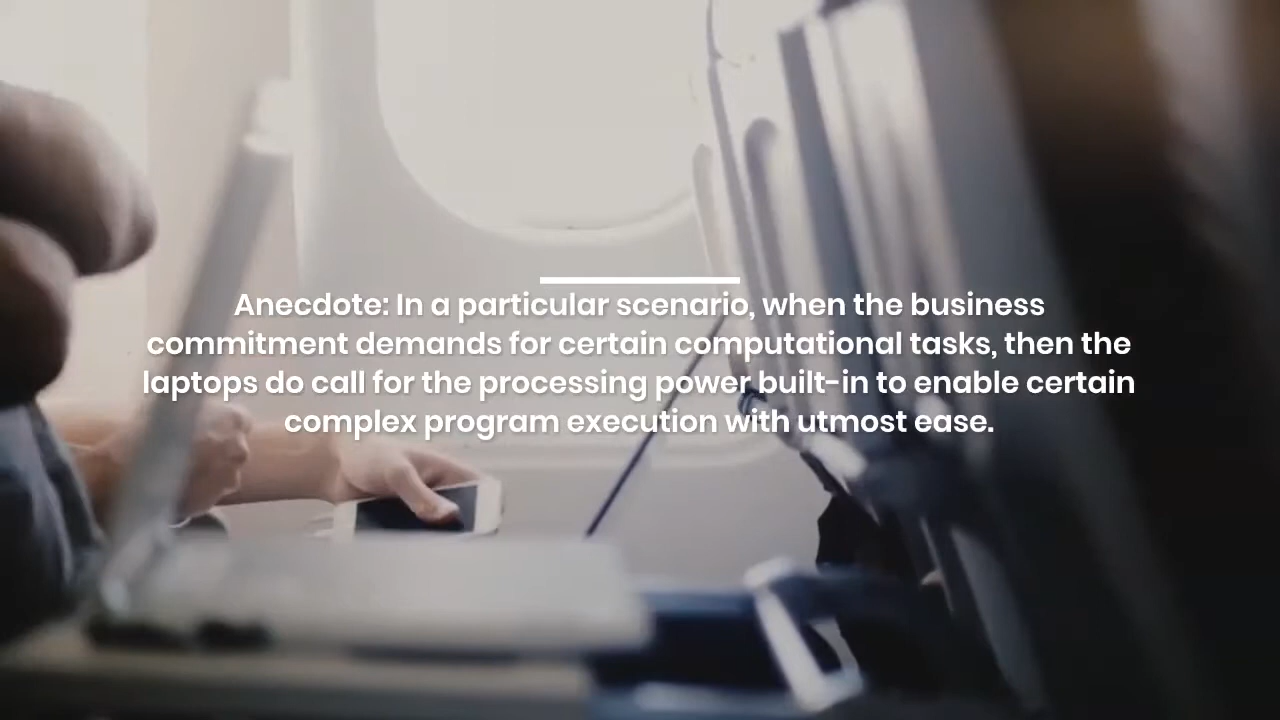 Anecdote: In a particular scenario, when the business
commitment demands for certain computational tasks, then the
laptops do call for the processing power built-in to enable certain
complex program execution with utmost ease.